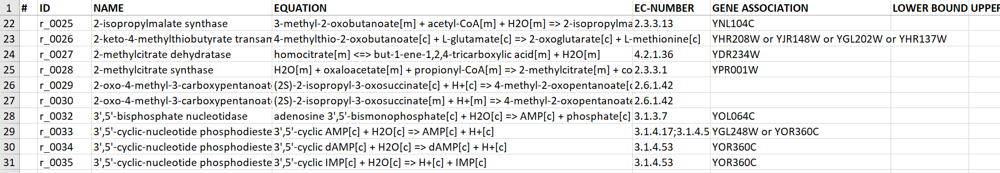 1 # ID NAME EQUATION EC-NUMBER GENE ASSOCIATION LOWER BOUND UPPER
22 r_0025 2-isopropylmalate synthase 3-methyl-2-oxobutanoate[m] + acetyl-CoA[m] + H2O[m] => 2-isopropylma 2.3.3.13 YNL104C
23 r_0026 2-keto-4-methylthiobutyrate transan 4-methylthio-2-oxobutanoate[c] + L-glutamate[c] => 2-oxoglutarate[c] + L-methionine[c] YHR208W or YJR148W or YGL202W or YHR137W
24 r_0027 2-methylcitrate dehydratase homocitrate[m] <=> but-1-ene-1,2,4-tricarboxylic acid[m] + H2O[m] 4.2.1.36 YDR234W
25 r_0028 2-methylcitrate synthase H2O[m] + oxaloacetate[m] + propionyl-CoA[m] => 2-methylcitrate[m] + co 2.3.3.1 YPR001W
26 r_0029 2-oxo-4-methyl-3-carboxypentanoat (2S)-2-isopropyl-3-oxosuccinate[c] + H+[c] => 4-methyl-2-oxopentanoate[c 2.6.1.42
27 r_0030 2-oxo-4-methyl-3-carboxypentanoat (2S)-2-isopropyl-3-oxosuccinate[m] + H+[m] => 4-methyl-2-oxopentanoate 2.6.1.42
28 r_0032 3',5'-bisphosphate nucleotidase adenosine 3',5'-bismonophosphate[c] + H2O[c] => AMP[c] + phosphate[c] 3.1.3.7 YOL064C
29 r_0033 3',5'-cyclic-nucleotide phosphodieste 3',5'-cyclic AMP[c] + H2O[c] => AMP[c] + H+[c] 3.1.4.17;3.1.4.5 YGL248W or YOR360C
30 r_0034 3',5'-cyclic-nucleotide phosphodieste 3',5'-cyclic dAMP[c] + H2O[c] => dAMP[c] + H+[c] 3.1.4.53 YOR360C
31 r_0035 3',5'-cyclic-nucleotide phosphodieste 3',5'-cyclic IMP[c] + H2O[c] => H+[c] + IMP[c] 3.1.4.53 YOR360C